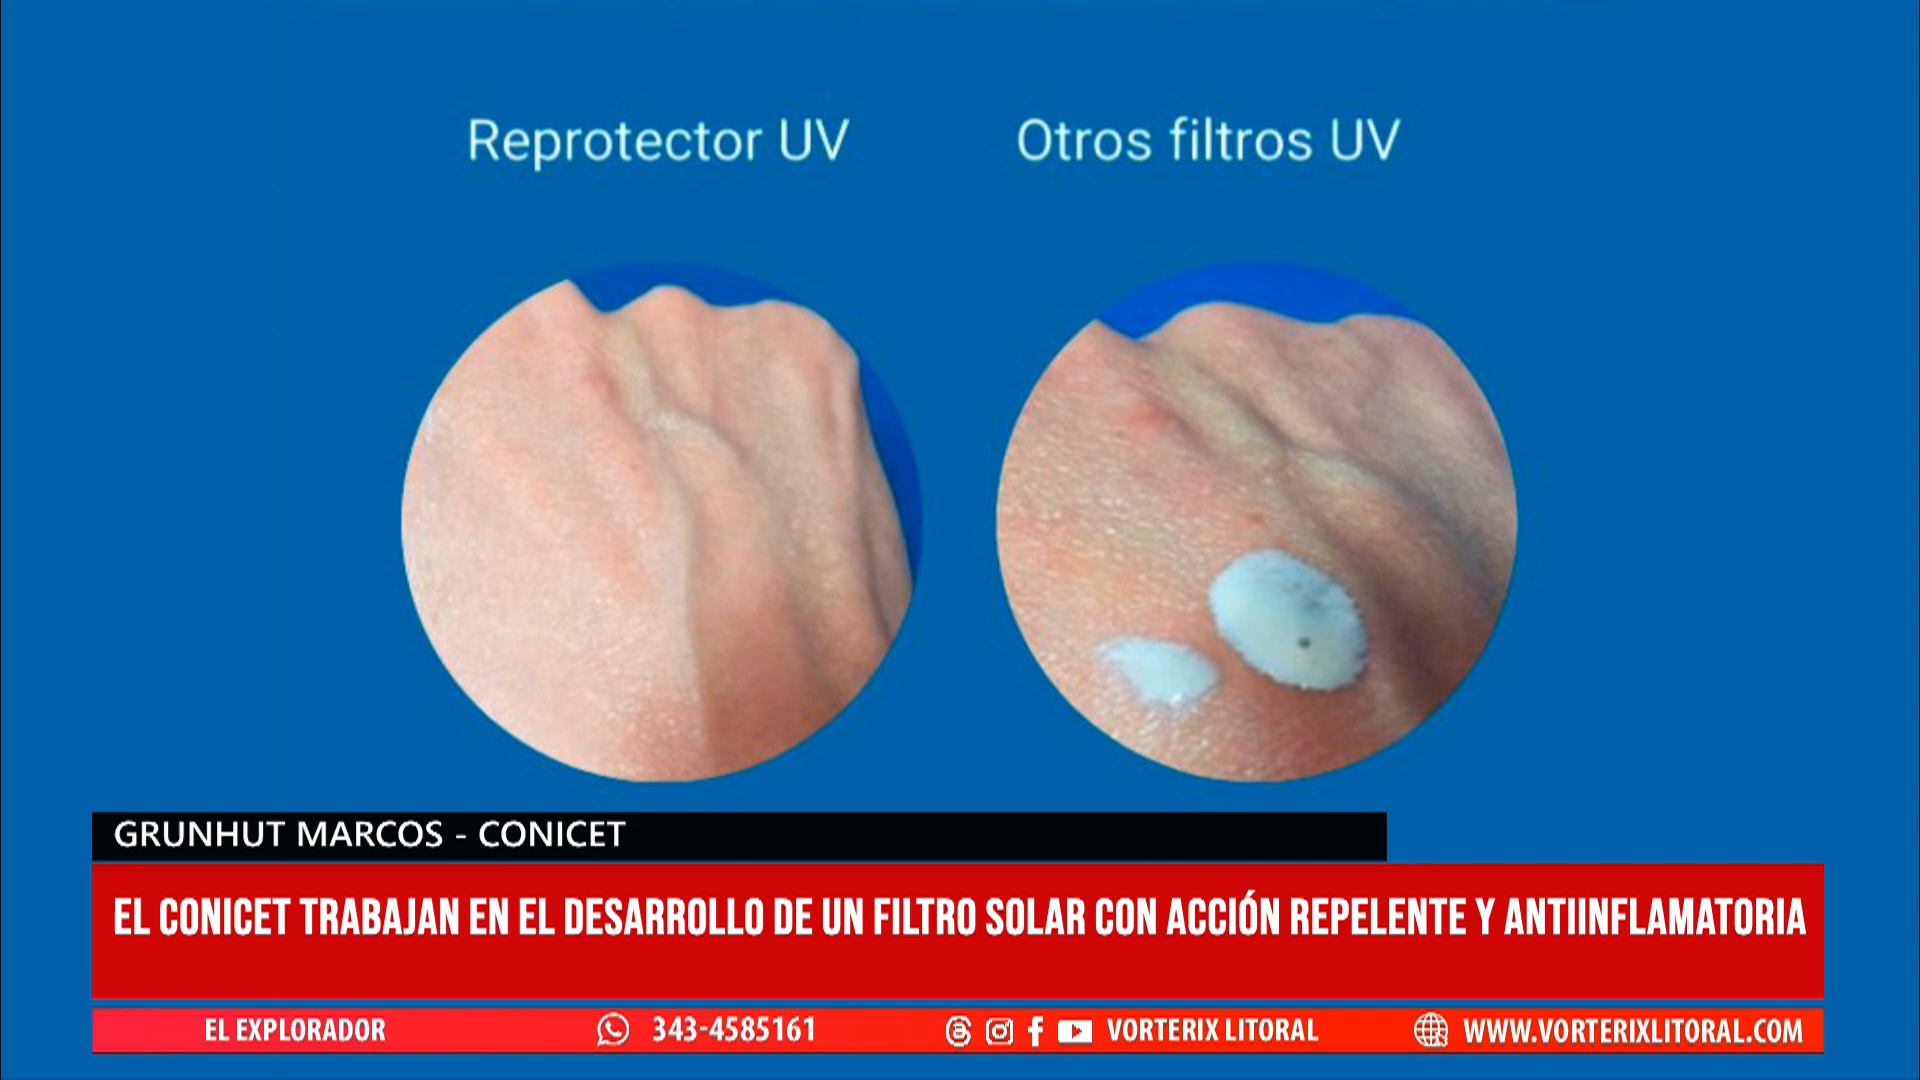 Reprotector UV
Otros filtros UV
GRUNHUT MARCOS - CONICET
EL CONICET TRABAJAN EN EL DESARROLLO DE UN FILTRO SOLAR CON ACCIÓN REPELENTE Y ANTIINFLAMATORIA
EL EXPLORADOR 343-4585161 VORTERIX LITORAL WWW.VORTERIXLITORAL.COM